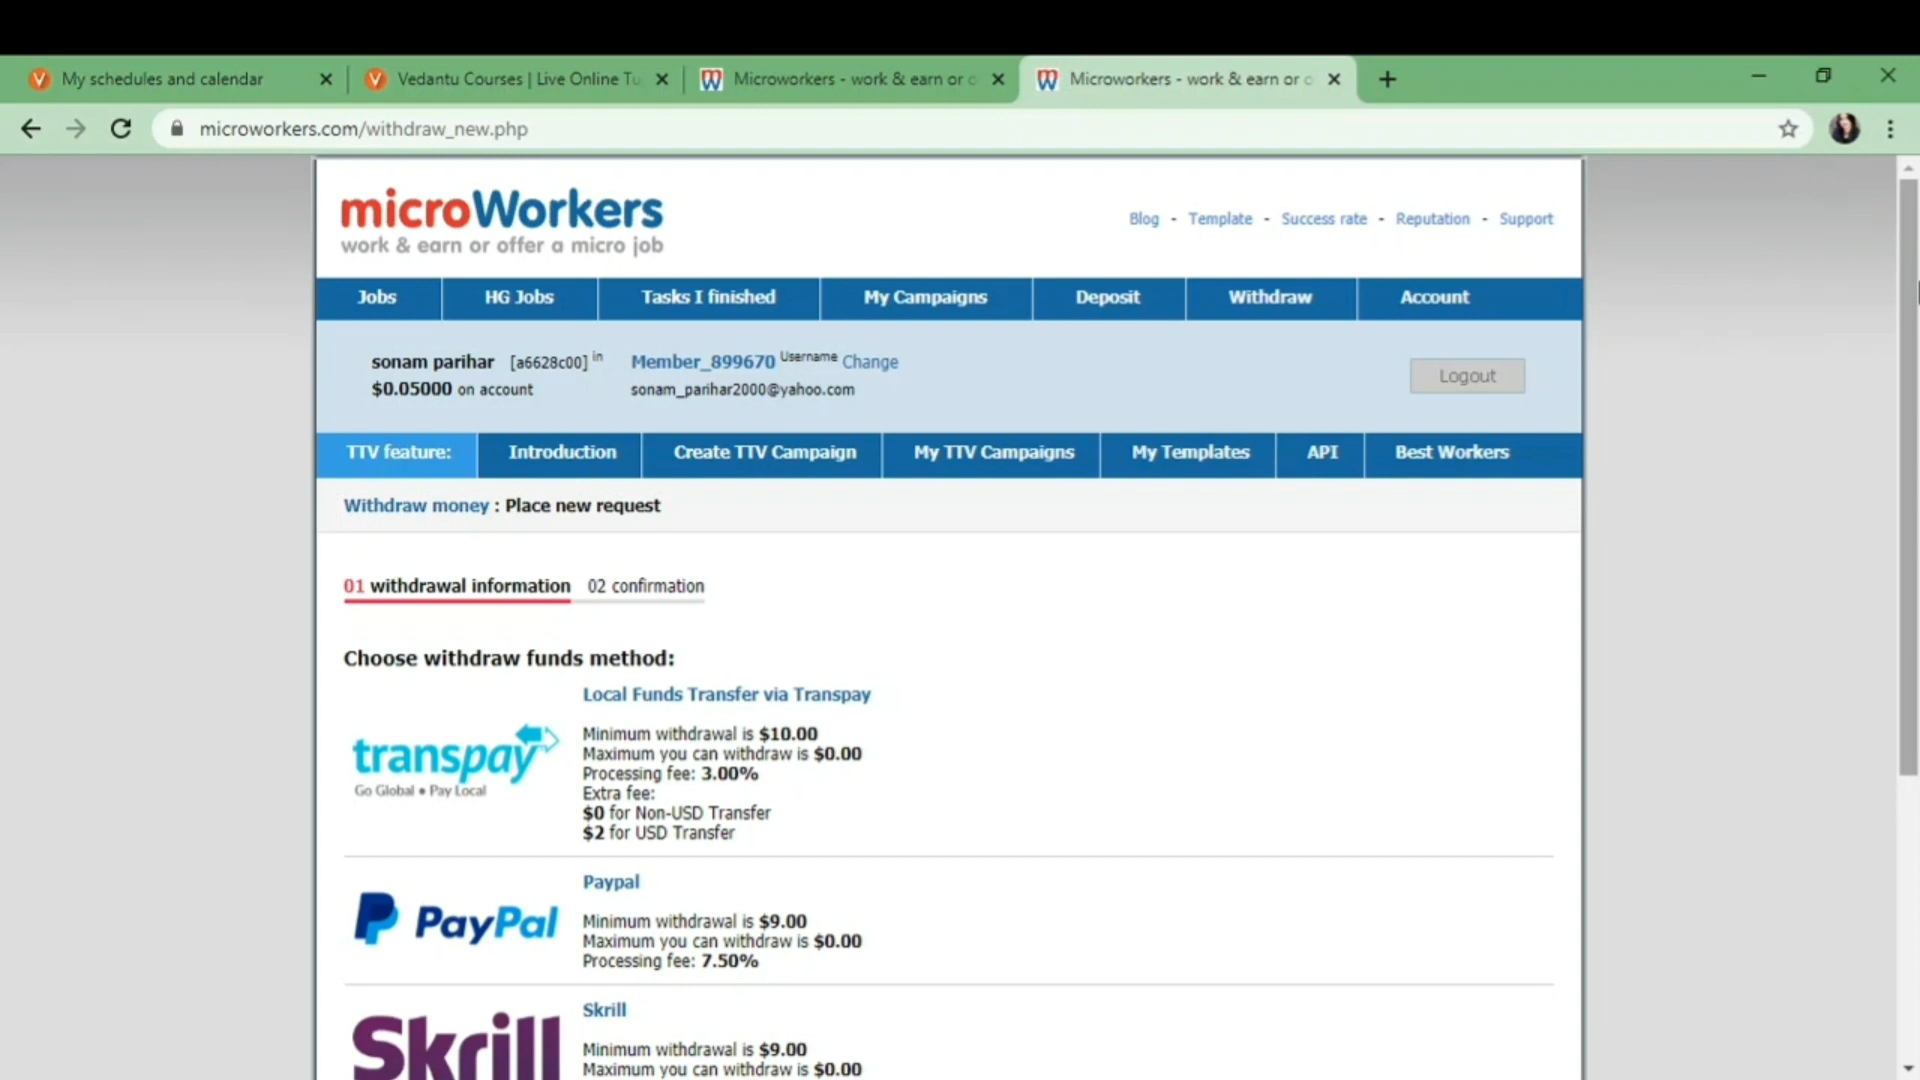 My schedules and calendar
Vedantu Courses | Live Online Tu
Microworkers - work & earn or o
Microworkers - work & earn or o
microworkers.com/withdraw_new.php
microWorkers
work & earn or offer a micro job
Blog - Template - Success rate - Reputation - Support
Jobs HG Jobs Tasks I finished My Campaigns Deposit Withdraw Account
sonam parihar [a6628c00] in Member_899670 Username Change
$0.05000 on account sonam_parihar2000@yahoo.com
Logout
TTV feature: Introduction Create TTV Campaign My TTV Campaigns My Templates API Best Workers
Withdraw money : Place new request
01 withdrawal information 02 confirmation
Choose withdraw funds method:
Local Funds Transfer via Transpay
transpay
Go Global • Pay Local
Minimum withdrawal is $10.00
Maximum you can withdraw is $0.00
Processing fee: 3.00%
Extra fee:
$0 for Non-USD Transfer
$2 for USD Transfer
Paypal
PayPal
Minimum withdrawal is $9.00
Maximum you can withdraw is $0.00
Processing fee: 7.50%
Skrill
Skrill
Minimum withdrawal is $9.00
Maximum you can withdraw is $0.00